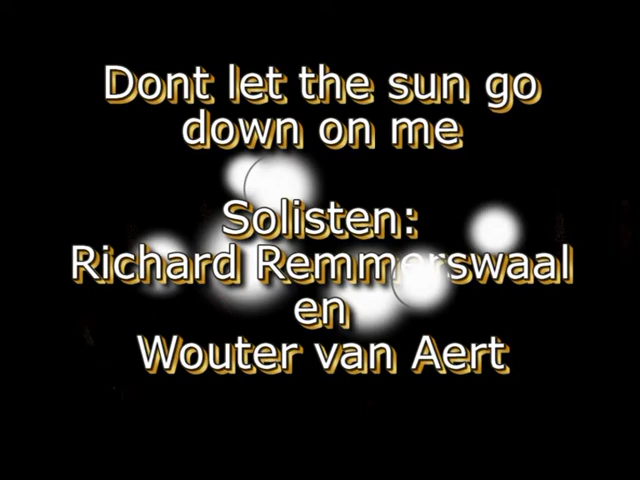 Dont let the sun go
down on me
Solisten:
Richard Remmerswaal
en
Wouter van Aert